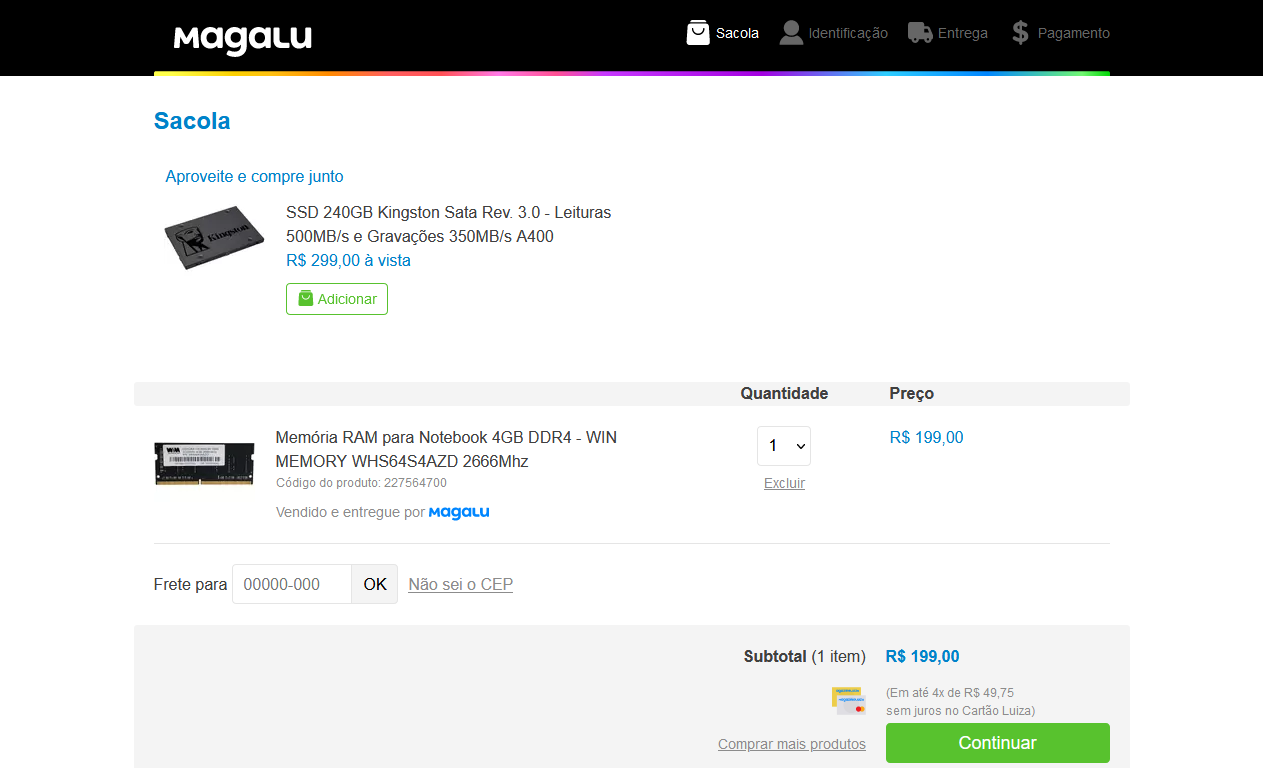 magalu
Sacola
Identificação
Entrega
Pagamento
Sacola
Aproveite e compre junto
Kingston
SSD 240GB Kingston Sata Rev. 3.0 - Leituras
500MB/s e Gravações 350MB/s A400
R$ 299,00 à vista
Adicionar
Quantidade
Preço
Memória RAM para Notebook 4GB DDR4 - WIN
MEMORY WHS64S4AZD 2666Mhz
Código do produto: 227564700
Vendido e entregue por magalu
1
Excluir
R$ 199,00
Frete para 00000-000 OK Não sei o CEP
Subtotal (1 item) R$ 199,00
(Em até 4x de R$ 49,75
sem juros no Cartão Luiza)
Comprar mais produtos
Continuar